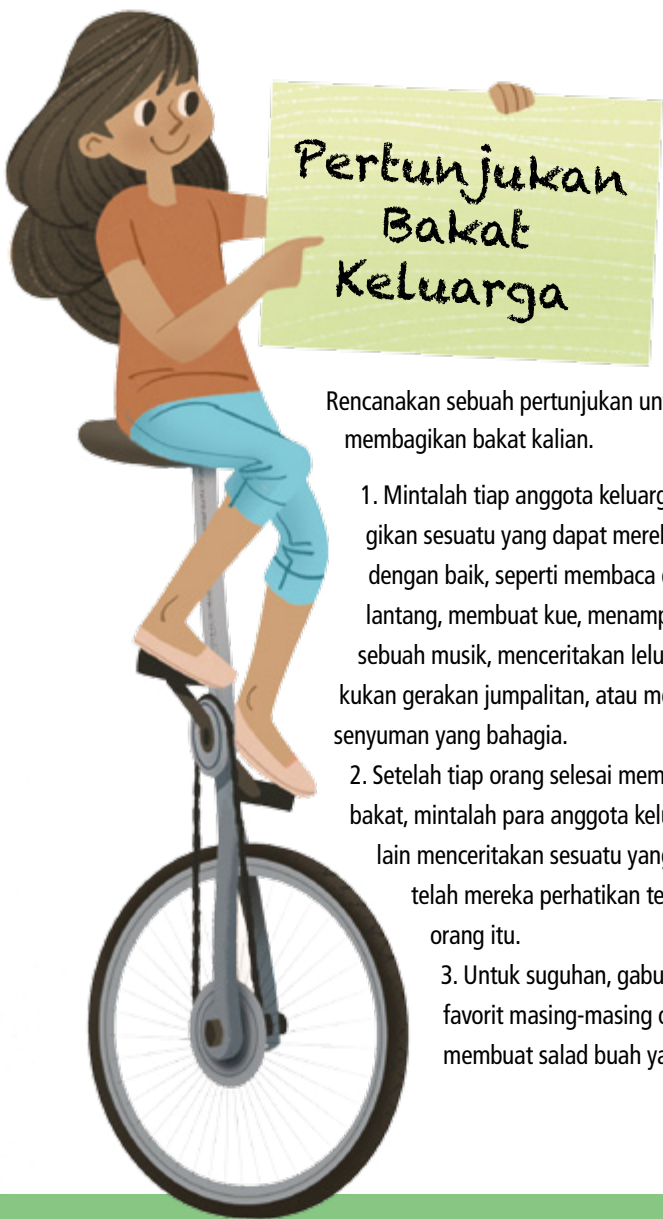 Pertunjukan
Bakat
Keluarga
Rencanakan sebuah pertunjukan un
membagikan bakat kalian.
1. Mintalah tiap anggota keluarg
gikan sesuatu yang dapat merek
dengan baik, seperti membaca
lantang, membuat kue, menamp
sebuah musik, menceritakan lelu
kukan gerakan jumpalitan, atau me
senyuman yang bahagia.
2. Setelah tiap orang selesai mem
bakat, mintalah para anggota kelu
lain menceritakan sesuatu yang
telah mereka perhatikan te
orang itu.
3. Untuk suguhan, gabu
favorit masing-masing
membuat salad buah ya